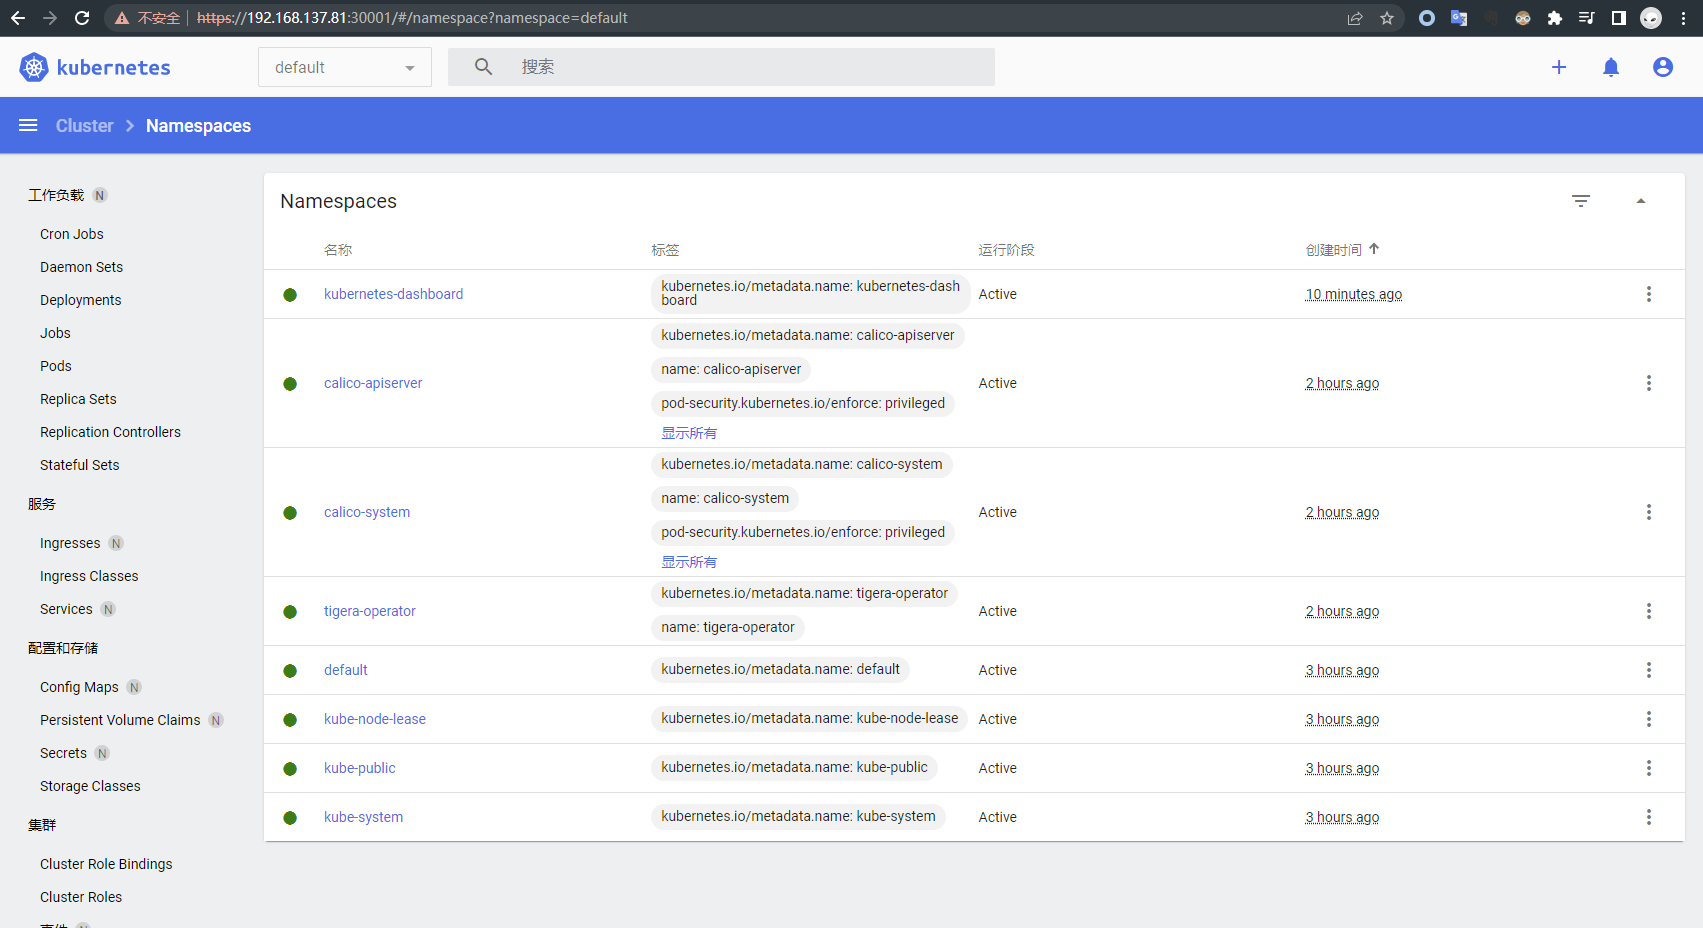 不安全 https://192.168.137.81:30001/#/namespace?namespace=default
kubernetes default 搜索
Cluster Namespaces
工作负载 N
Cron Jobs
Daemon Sets
Deployments
Jobs
Pods
Replica Sets
Replication Controllers
Stateful Sets
服务
Ingresses N
Ingress Classes
Services N
配置和存储
Config Maps N
Persistent Volume Claims N
Secrets N
Storage Classes
集群
Cluster Role Bindings
Cluster Roles
事件 N
Namespaces
名称 标签 运行阶段 创建时间
kubernetes-dashboard kubernetes.io/metadata.name: kubernetes-dash
board Active 10 minutes ago
kubernetes.io/metadata.name: calico-apiserver
name: calico-apiserver
calico-apiserver Active 2 hours ago
pod-security.kubernetes.io/enforce: privileged
显示所有
kubernetes.io/metadata.name: calico-system
name: calico-system
calico-system Active 2 hours ago
pod-security.kubernetes.io/enforce: privileged
显示所有
kubernetes.io/metadata.name: tigera-operator
tigera-operator Active 2 hours ago
name: tigera-operator
default kubernetes.io/metadata.name: default Active 3 hours ago
kube-node-lease kubernetes.io/metadata.name: kube-node-lease Active 3 hours ago
kube-public kubernetes.io/metadata.name: kube-public Active 3 hours ago
kube-system kubernetes.io/metadata.name: kube-system Active 3 hours ago